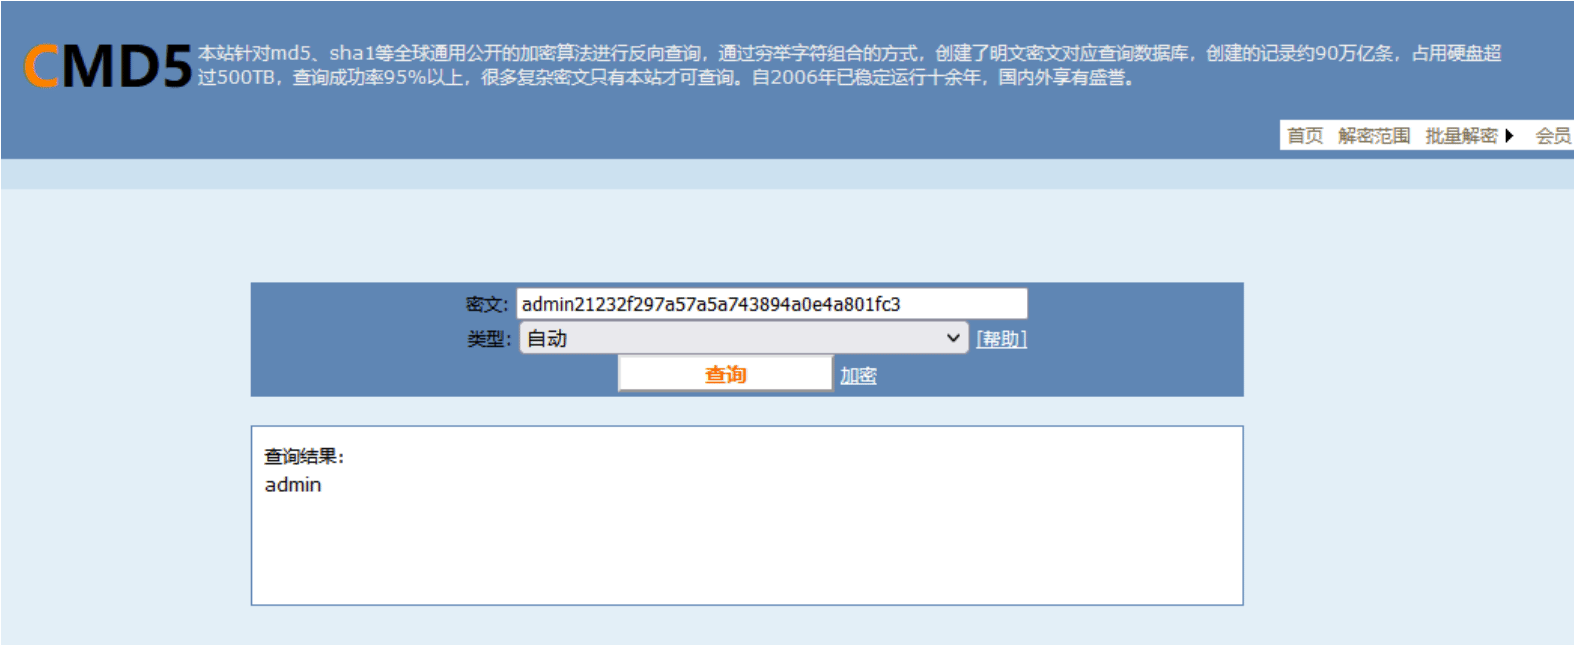 CMD5
本站针对md5、sha1等全球通用公开的加密算法进行反向查询，通过穷举字符组合的方式，创建了明文密文对应查询数据库，创建的记录约90万亿条，占用硬盘超
过500TB，查询成功率95%以上，很多复杂密文只有本站才可查询。自2006年已稳定运行十余年，国内外享有盛誉。
首页 解密范围 批量解密 会员
密文: admin21232f297a57a5a743894a0e4a801fc3
类型: 自动 [帮助]
查询 加密
查询结果：
admin